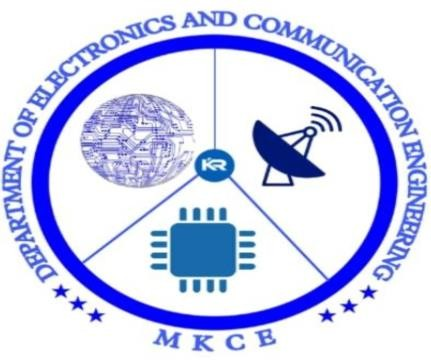 DEPARTMENT OF ELECTRONICS AND COMMUNICATION ENGINEERING
KR
MKCE